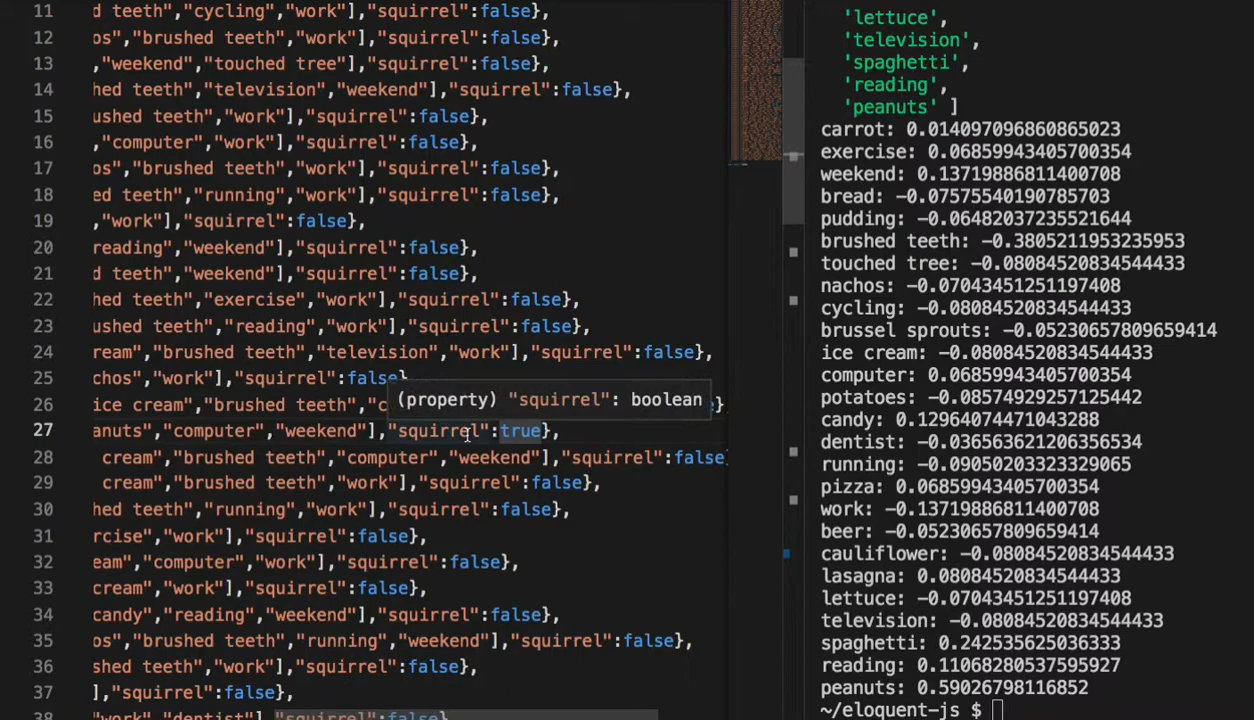 11 d teeth","cycling","work"],"squirrel":false},
12 os","brushed teeth","work"],"squirrel":false},
13 ,"weekend","touched tree"],"squirrel":false},
14 hed teeth","television","weekend"],"squirrel":false},
15 ushed teeth","work"],"squirrel":false},
16 ,"computer","weekend"],"squirrel":false},
17 os","brushed teeth","work"],"squirrel":false},
18 hed teeth","running","work"],"squirrel":false},
19 ,"work"],"squirrel":false},
20 reading","weekend"],"squirrel":false},
21 d teeth","weekend"],"squirrel":false},
22 hed teeth","exercise","work"],"squirrel":false},
23 ushed teeth","reading","work"],"squirrel":false},
24 ream","brushed teeth","television","work"],"squirrel":false},
25 chos","work"],"squirrel":false},
(property) "squirrel": boolean
26 ice cream","brushed teeth","c e},
27 anuts","computer","weekend"],"squirrel":true},
28 cream","brushed teeth","computer","weekend"],"squirrel":false}
29 cream","brushed teeth","work"],"squirrel":false},
30 hed teeth","running","work"],"squirrel":false},
31 rcise","work"],"squirrel":false},
32 eam","computer","work"],"squirrel":false},
33 cream","work"],"squirrel":false},
34 candy","reading","weekend"],"squirrel":false},
35 os","brushed teeth","running","weekend"],"squirrel":false},
36 shed teeth","work"],"squirrel":false},
37 ],"squirrel":false},
38 "work","dentist"],"squirrel":false},
'lettuce',
'television',
'spaghetti',
'reading',
'peanuts' ]
carrot: 0.014097096860865023
exercise: 0.06859943405700354
weekend: 0.13719886811400708
bread: -0.07575540190785703
pudding: -0.06482037235521644
brushed teeth: -0.3805211953235953
touched tree: -0.08084520834544433
nachos: -0.07043451251197408
cycling: -0.08084520834544433
brussel sprouts: -0.05230657809659414
ice cream: -0.08084520834544433
computer: 0.06859943405700354
potatoes: -0.08574929257125442
candy: 0.12964074471043288
dentist: -0.03656363621206356534
running: -0.09050203323329065
pizza: 0.06859943405700354
work: -0.13719886811400708
beer: -0.05230657809659414
cauliflower: -0.08084520834544433
lasagna: 0.08084520834544433
lettuce: -0.07043451251197408
television: -0.08084520834544433
spaghetti: 0.242535625036333
reading: 0.11068280537595927
peanuts: 0.59026798116852
~/eloquent-js $